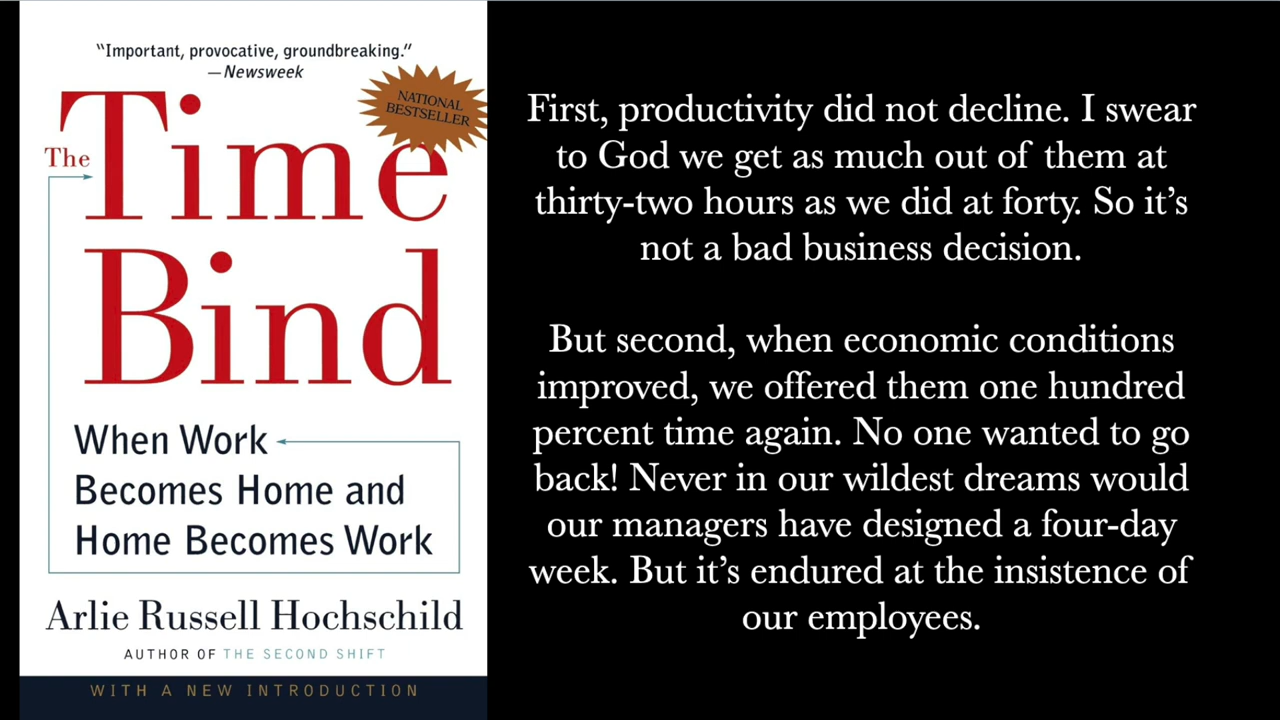 “Important, provocative, groundbreaking.”
—Newsweek
NATIONAL
BESTSELLER
The
Time
Bind
When Work
Becomes Home and
Home Becomes Work
Arlie Russell Hochschild
AUTHOR OF THE SECOND SHIFT
WITH A NEW INTRODUCTION
First, productivity did not decline. I swear
to God we get as much out of them at
thirty-two hours as we did at forty. So it’s
not a bad business decision.
But second, when economic conditions
improved, we offered them one hundred
percent time again. No one wanted to go
back! Never in our wildest dreams would
our managers have designed a four-day
week. But it’s endured at the insistence of
our employees.